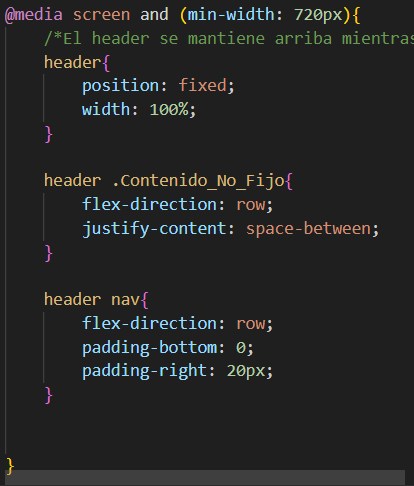 @media screen and (min-width: 720px){
/*El header se mantiene arriba mientras
header{
position: fixed;
width: 100%;
}
header .Contenido_No_Fijo{
flex-direction: row;
justify-content: space-between;
}
header nav{
flex-direction: row;
padding-bottom: 0;
padding-right: 20px;
}
}